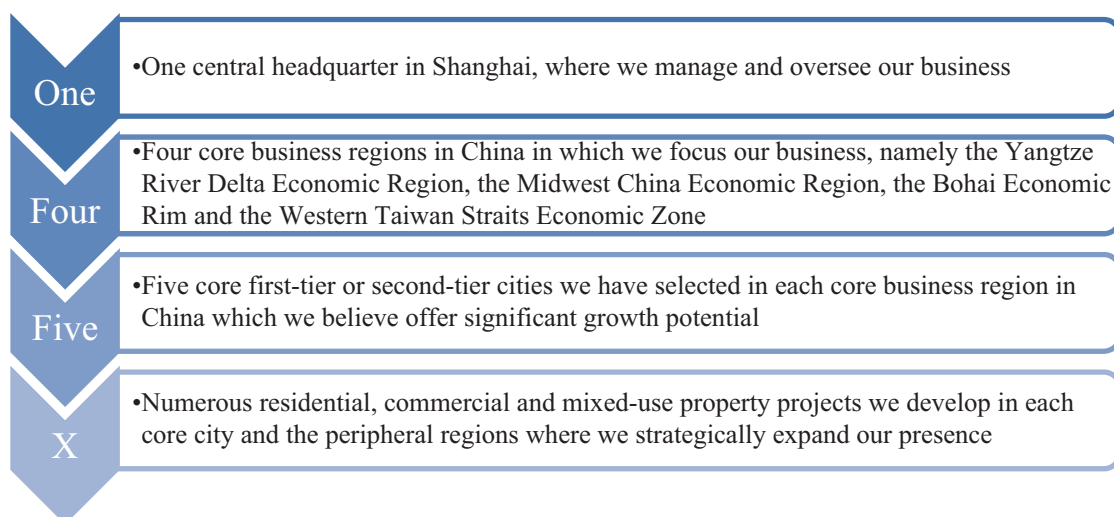 One
•One central headquarter in Shanghai, where we manage and oversee our business
Four
•Four core business regions in China in which we focus our business, namely the Yangtze
River Delta Economic Region, the Midwest China Economic Region, the Bohai Economic
Rim and the Western Taiwan Straits Economic Zone
Five
•Five core first-tier or second-tier cities we have selected in each core business region in
China which we believe offer significant growth potential
X
•Numerous residential, commercial and mixed-use property projects we develop in each
core city and the peripheral regions where we strategically expand our presence